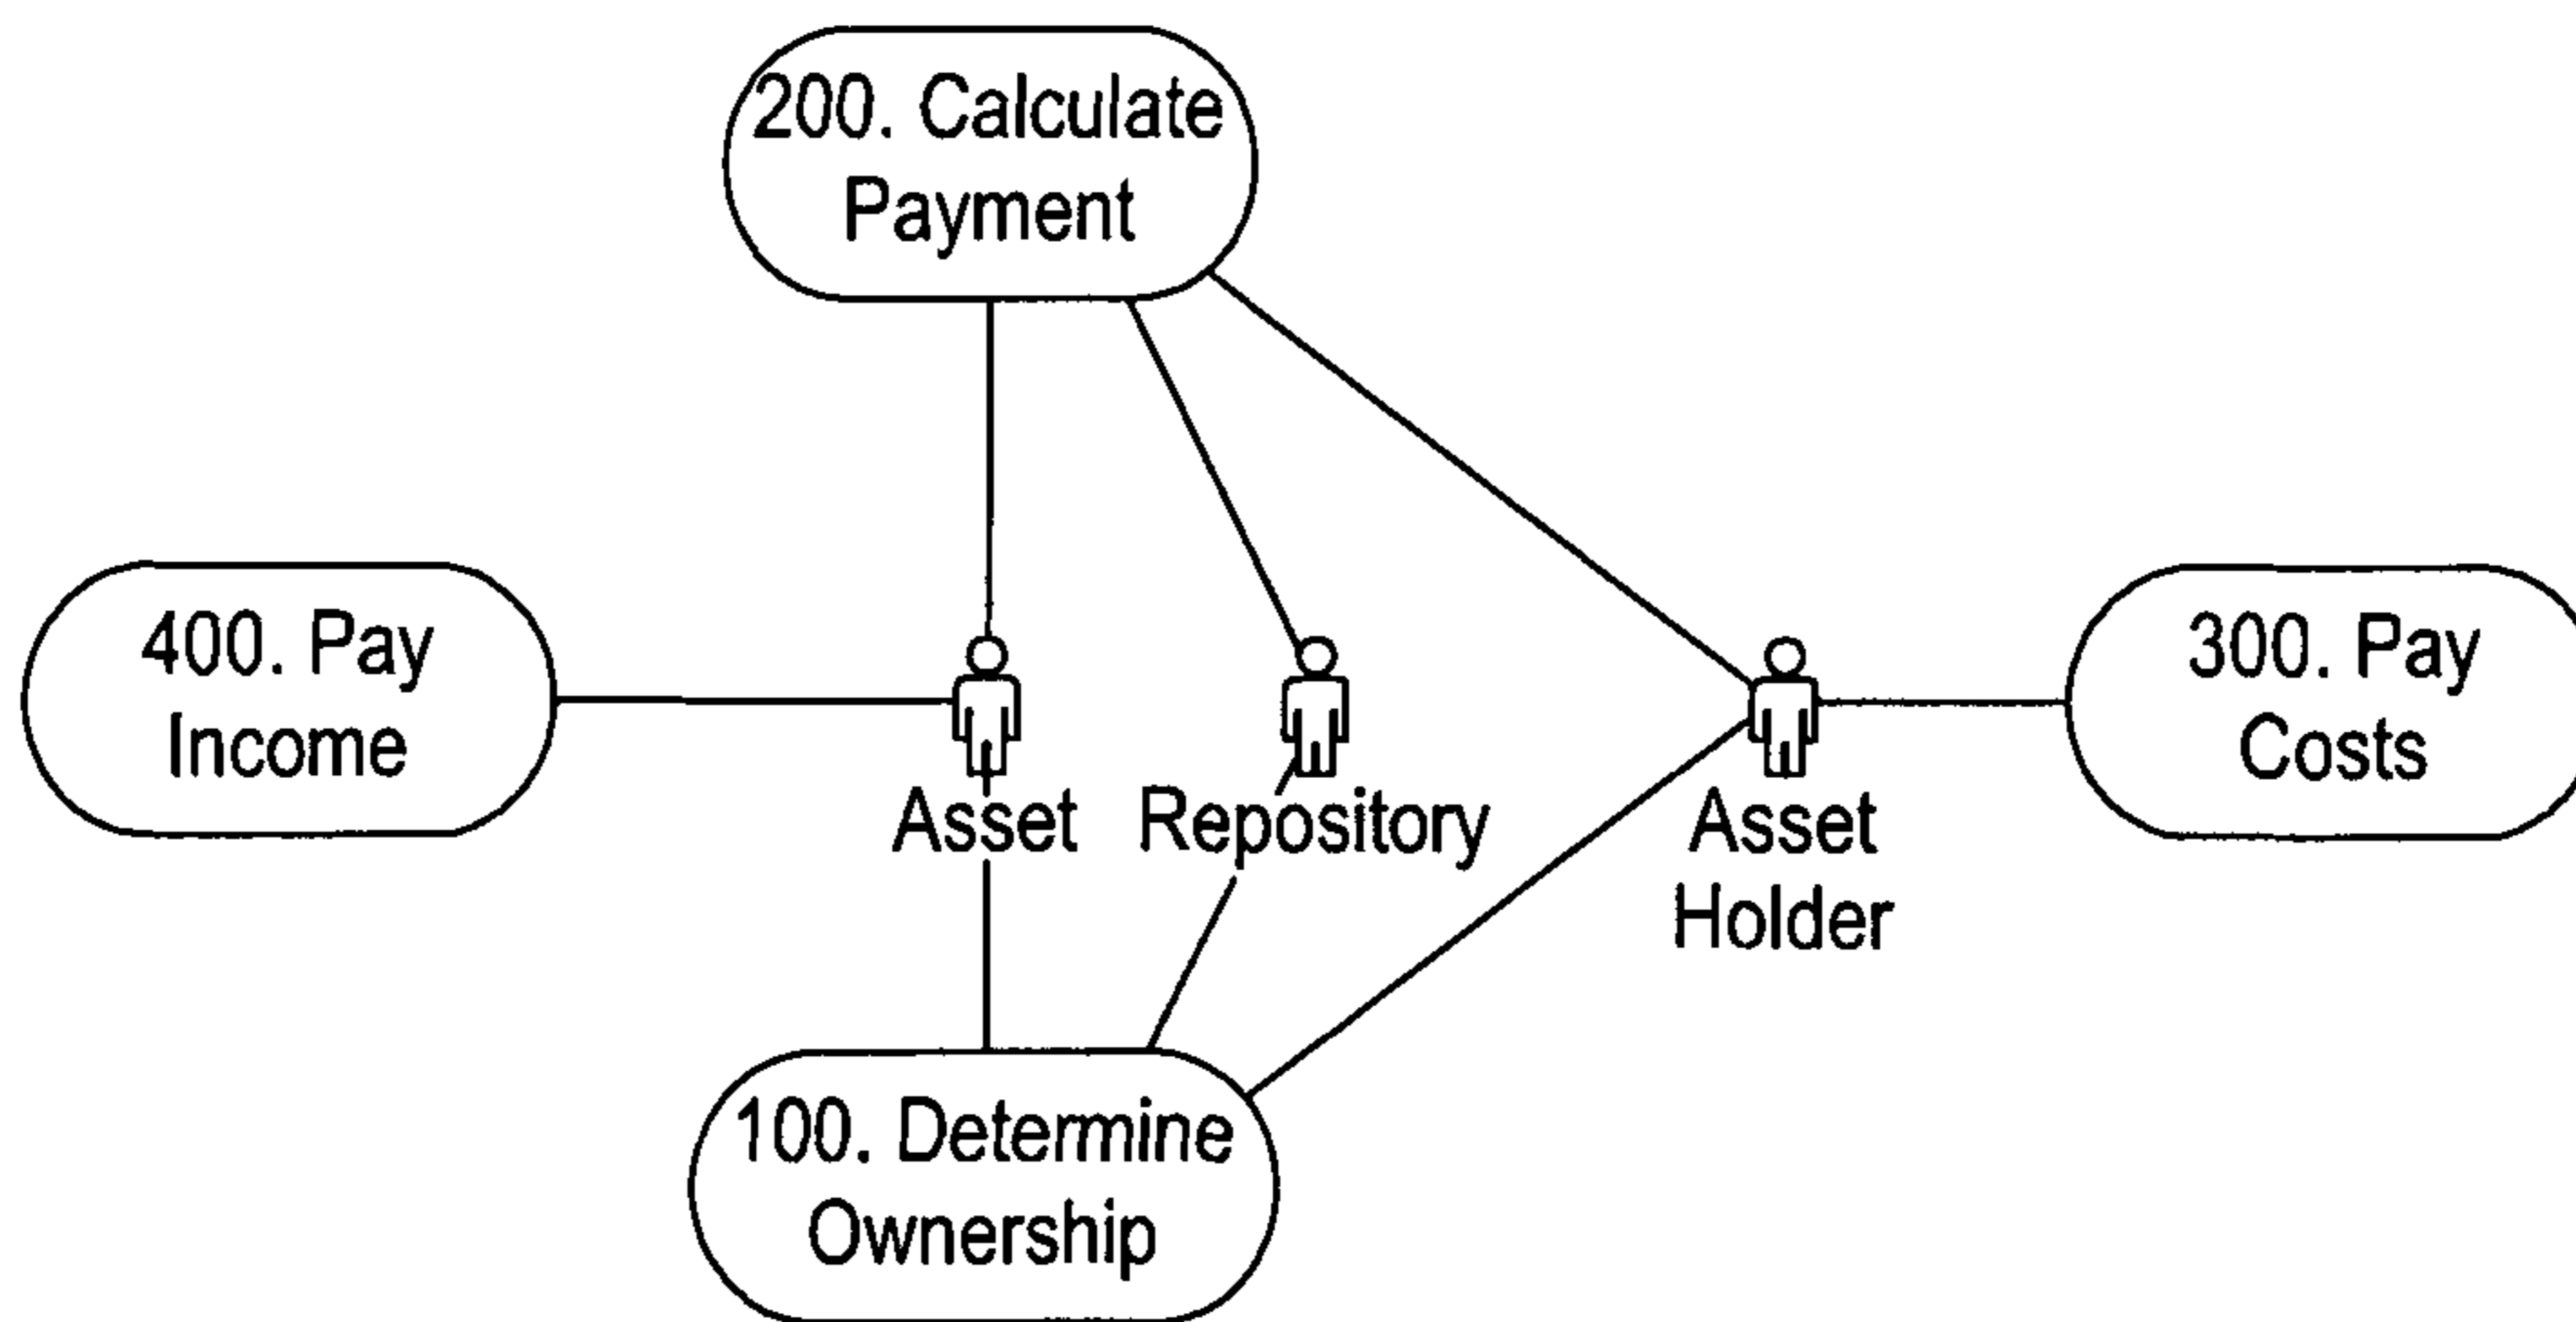 200. Calculate
Payment
400. Pay
Income
300. Pay
Costs
Asset
Repository
Asset
Holder
100. Determine
Ownership